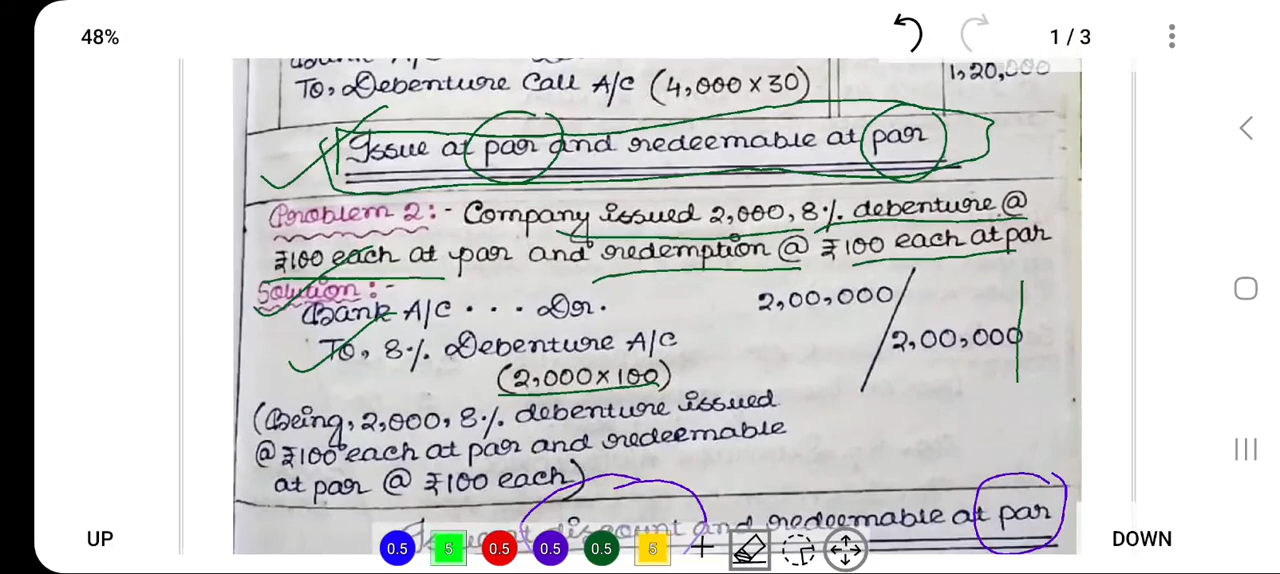 48%
1 / 3
To, Debenture Call A/C (4,000 x 30)
1,20,000
Issue at par and redeemable at par
Problem 2:- Company issued 2,000, 8% debenture @
₹100 each at par and redemption @ ₹100 each at par
Solution:-
Bank A/C . . . Dr. 2,00,000
To, 8% Debenture A/C 2,00,000
(2,000 x 100)
(Being, 2,000, 8% debenture issued
@ ₹100 each at par and redeemable
at par @ ₹100 each)
discount and redeemable at par
UP
0.5 5 0.5 0.5 0.5 5
DOWN